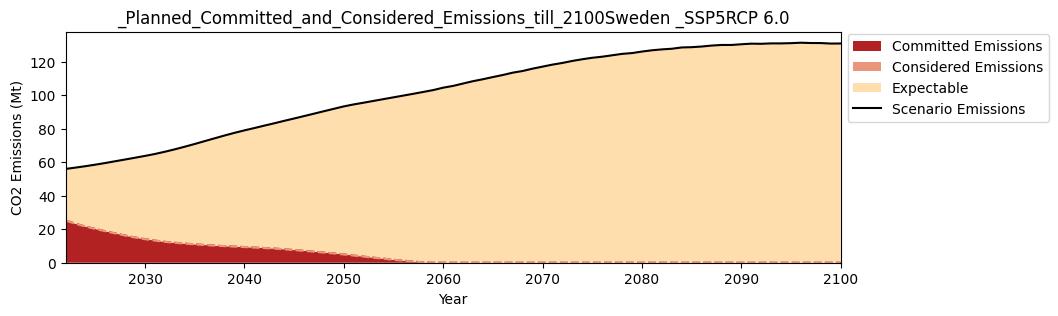 _Planned_Committed_and_Considered_Emissions_till_2100Sweden _SSP5RCP 6.0
Committed Emissions
Considered Emissions
Expectable
Scenario Emissions
CO2 Emissions (Mt)
120
100
80
60
40
20
0
2030 2040 2050 2060 2070 2080 2090 2100
Year